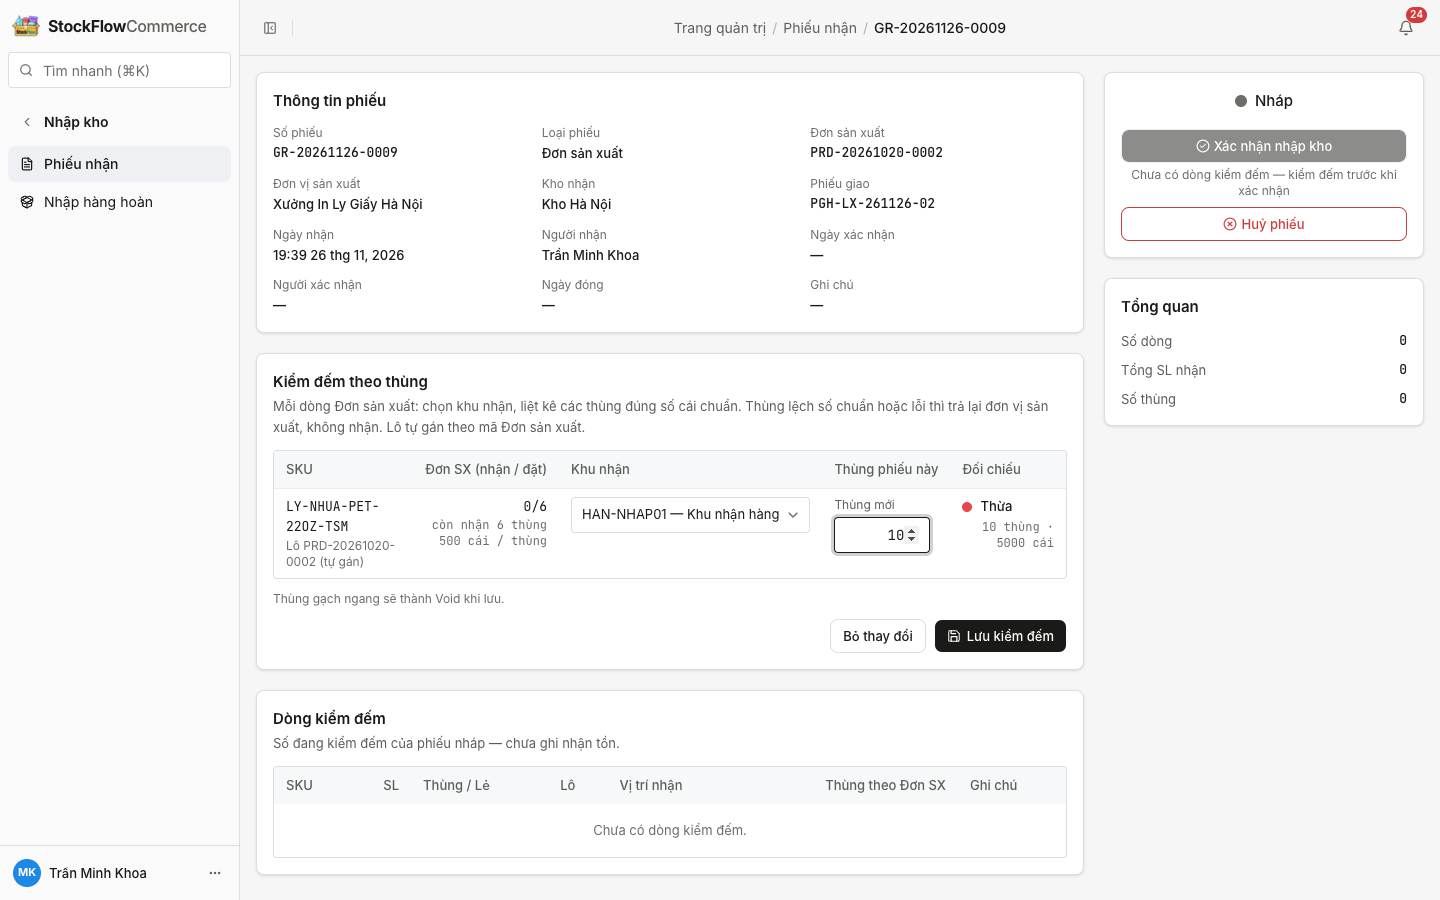 StockFlowCommerce
Tìm nhanh (⌘K)
Nhập kho
Phiếu nhận
Nhập hàng hoàn
MK Trần Minh Khoa
Trang quản trị / Phiếu nhận / GR-20261126-0009
24
Thông tin phiếu
Số phiếu
GR-20261126-0009
Loại phiếu
Đơn sản xuất
Đơn sản xuất
PRD-20261020-0002
Đơn vị sản xuất
Xưởng In Ly Giấy Hà Nội
Kho nhận
Kho Hà Nội
Phiếu giao
PGH-LX-261126-02
Ngày nhận
19:39 26 thg 11, 2026
Người nhận
Trần Minh Khoa
Ngày xác nhận
—
Người xác nhận
—
Ngày đóng
—
Ghi chú
—
Kiểm đếm theo thùng
Mỗi dòng Đơn sản xuất: chọn khu nhận, liệt kê các thùng đúng số cái chuẩn. Thùng lệch số chuẩn hoặc lỗi thì trả lại đơn vị sản
xuất, không nhận. Lô tự gán theo mã Đơn sản xuất.
SKU Đơn SX (nhận / đặt) Khu nhận Thùng phiếu này Đối chiếu
LY-NHUA-PET-
22OZ-TSM
Lô PRD-20261020-
0002 (tự gán)
0/6
còn nhận 6 thùng
500 cái / thùng
HAN-NHAP01 — Khu nhận hàng
Thùng mới
10
Thừa
10 thùng ·
5000 cái
Thùng gạch ngang sẽ thành Void khi lưu.
Bỏ thay đổi
Lưu kiểm đếm
Dòng kiểm đếm
Số đang kiểm đếm của phiếu nháp — chưa ghi nhận tồn.
SKU SL Thùng / Lẻ Lô Vị trí nhận Thùng theo Đơn SX Ghi chú
Chưa có dòng kiểm đếm.
Nháp
Xác nhận nhập kho
Chưa có dòng kiểm đếm — kiểm đếm trước khi
xác nhận
Huỷ phiếu
Tổng quan
Số dòng 0
Tổng SL nhận 0
Số thùng 0